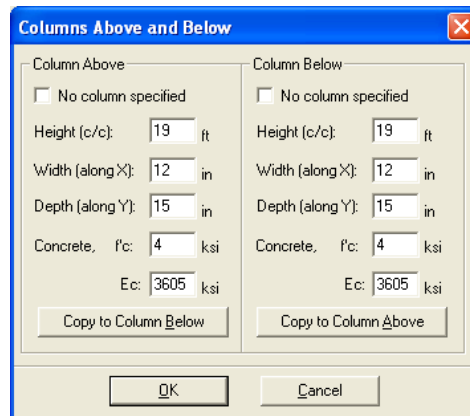 Columns Above and Below
Column Above
No column specified
Height (c/c): 19 ft
Width (along X): 12 in
Depth (along Y): 15 in
Concrete, f'c: 4 ksi
Ec: 3605 ksi
Copy to Column Below
Column Below
No column specified
Height (c/c): 19 ft
Width (along X): 12 in
Depth (along Y): 15 in
Concrete, f'c: 4 ksi
Ec: 3605 ksi
Copy to Column Above
OK
Cancel